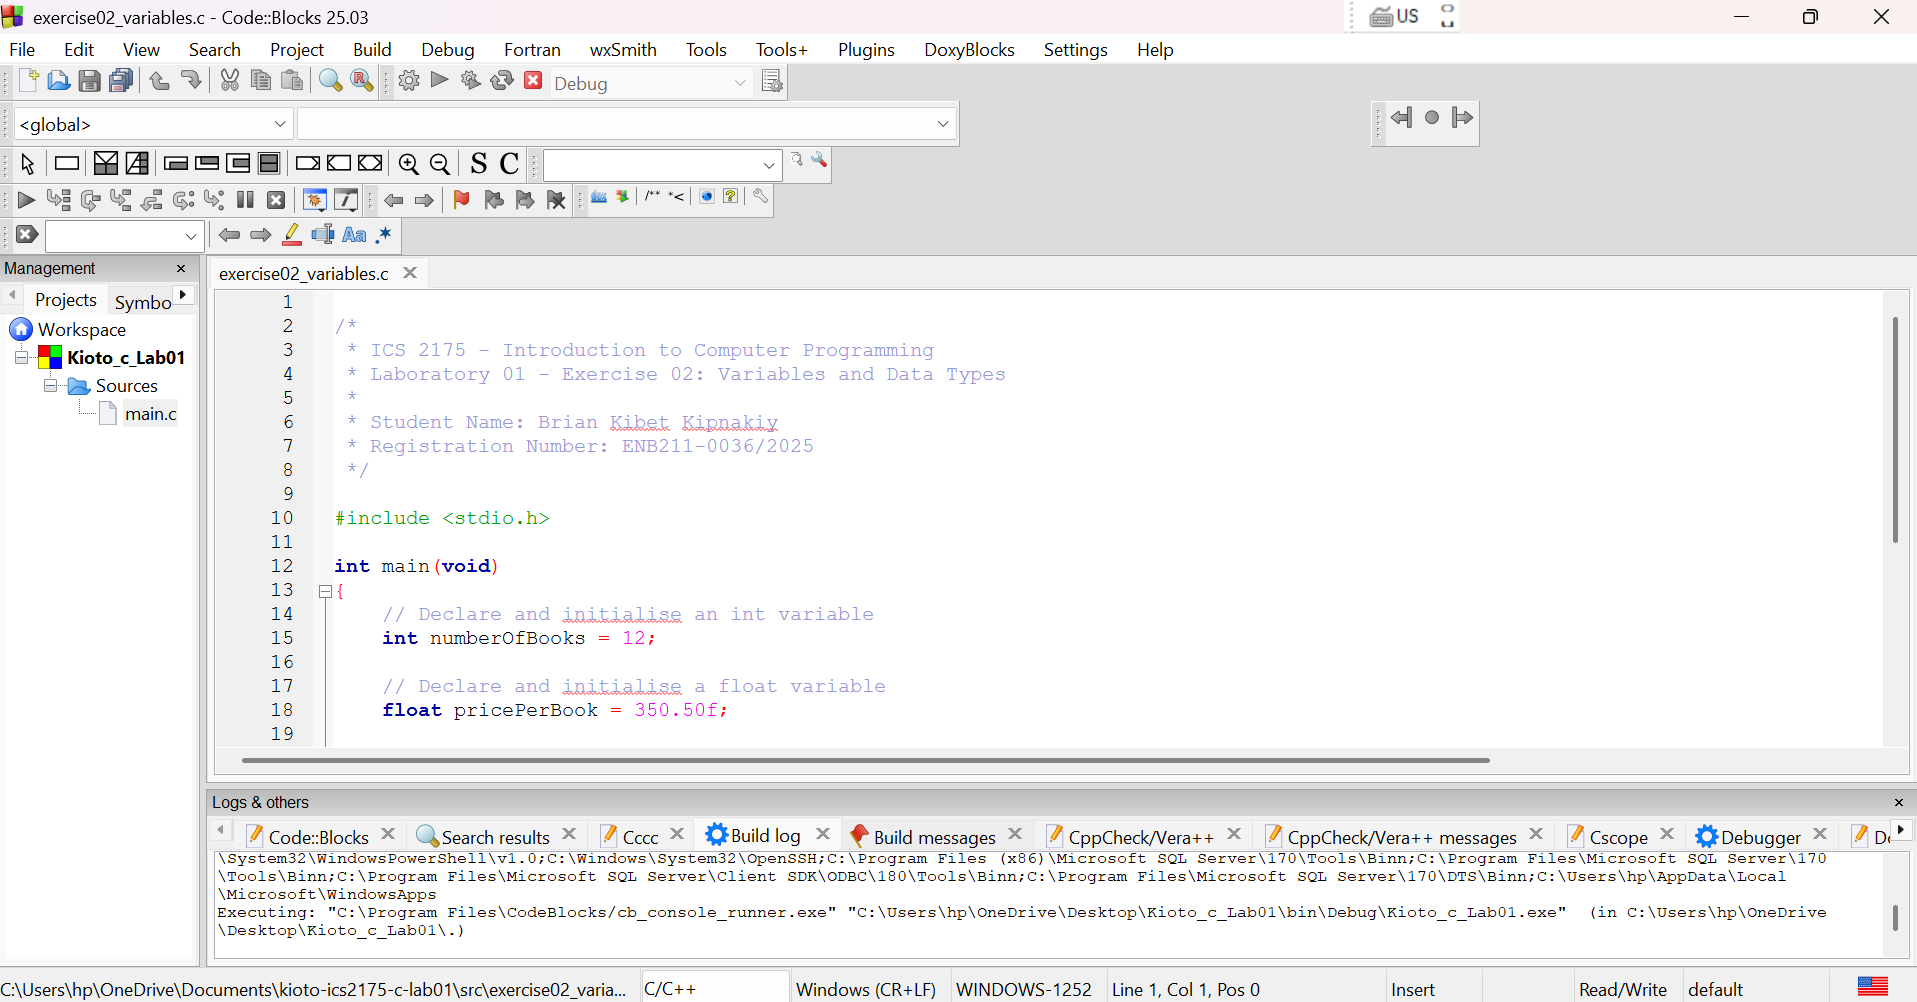 exercise02_variables.c - Code::Blocks 25.03
US
File Edit View Search Project Build Debug Fortran wxSmith Tools Tools+ Plugins DoxyBlocks Settings Help
Debug
<global>
S C
/** *<
Aa .*
Management
exercise02_variables.c
Projects Symbo
Workspace
Kioto_c_Lab01
Sources
main.c
1
2 /*
3 * ICS 2175 - Introduction to Computer Programming
4 * Laboratory 01 - Exercise 02: Variables and Data Types
5 *
6 * Student Name: Brian Kibet Kipnakiy
7 * Registration Number: ENB211-0036/2025
8 */
9
10 #include <stdio.h>
11
12 int main(void)
13 {
14 // Declare and initialise an int variable
15 int numberOfBooks = 12;
16
17 // Declare and initialise a float variable
18 float pricePerBook = 350.50f;
19
Logs & others
Code::Blocks Search results Cccc Build log Build messages CppCheck/Vera++ CppCheck/Vera++ messages Cscope Debugger
\System32\WindowsPowerShell\v1.0;C:\Windows\System32\OpenSSH;C:\Program Files (x86)\Microsoft SQL Server\170\Tools\Binn;C:\Program Files\Microsoft SQL Server\170
\Tools\Binn;C:\Program Files\Microsoft SQL Server\Client SDK\ODBC\180\Tools\Binn;C:\Program Files\Microsoft SQL Server\170\DTS\Binn;C:\Users\hp\AppData\Local
\Microsoft\WindowsApps
Executing: "C:\Program Files\CodeBlocks/cb_console_runner.exe" "C:\Users\hp\OneDrive\Desktop\Kioto_c_Lab01\bin\Debug\Kioto_c_Lab01.exe" (in C:\Users\hp\OneDrive
\Desktop\Kioto_c_Lab01\.)
C:\Users\hp\OneDrive\Documents\kioto-ics2175-c-lab01\src\exercise02_varia... C/C++ Windows (CR+LF) WINDOWS-1252 Line 1, Col 1, Pos 0 Insert Read/Write default